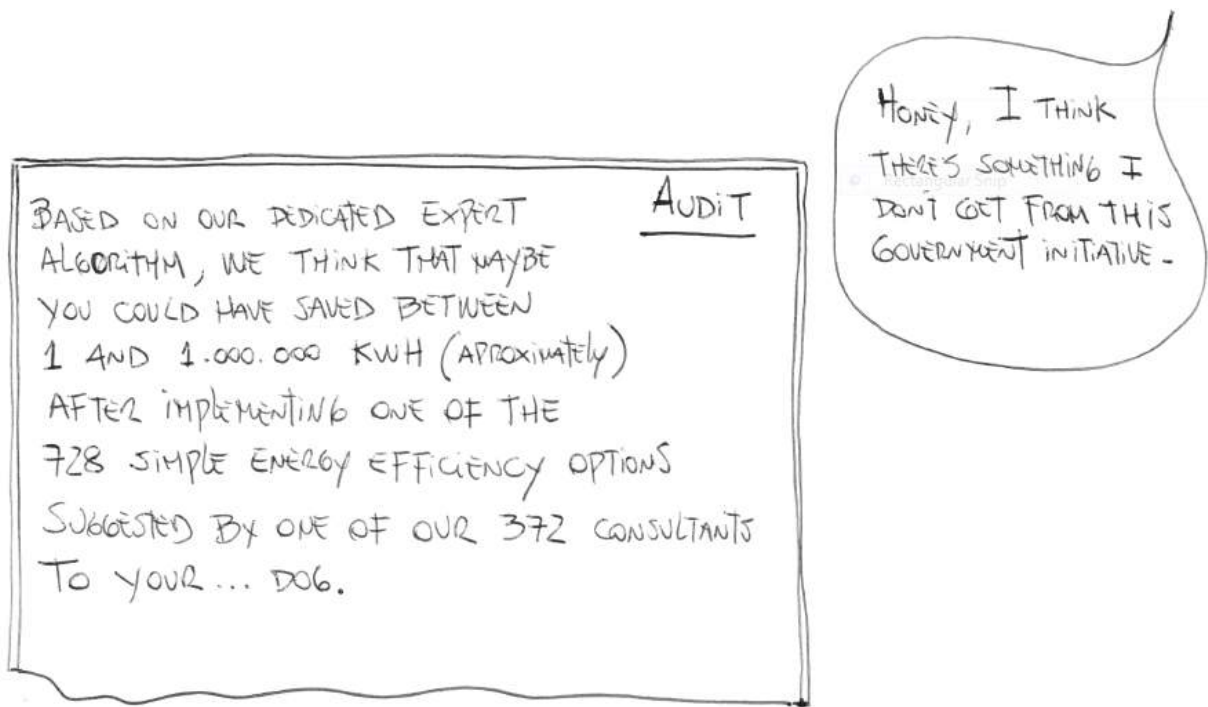 AUDIT
BASED ON OUR DEDICATED EXPERT
ALGORITHM, WE THINK THAT MAYBE
YOU COULD HAVE SAVED BETWEEN
1 AND 1.000.000 KWH (APROXIMATELY)
AFTER IMPLEMENTING ONE OF THE
728 SIMPLE ENERGY EFFICIENCY OPTIONS
SUGGESTED BY ONE OF OUR 372 CONSULTANTS
TO YOUR... DOG.
HONEY, I THINK
THERE'S SOMETHING I
DON'T GET FROM THIS
GOVERNMENT INITIATIVE.
Rectangular Snip